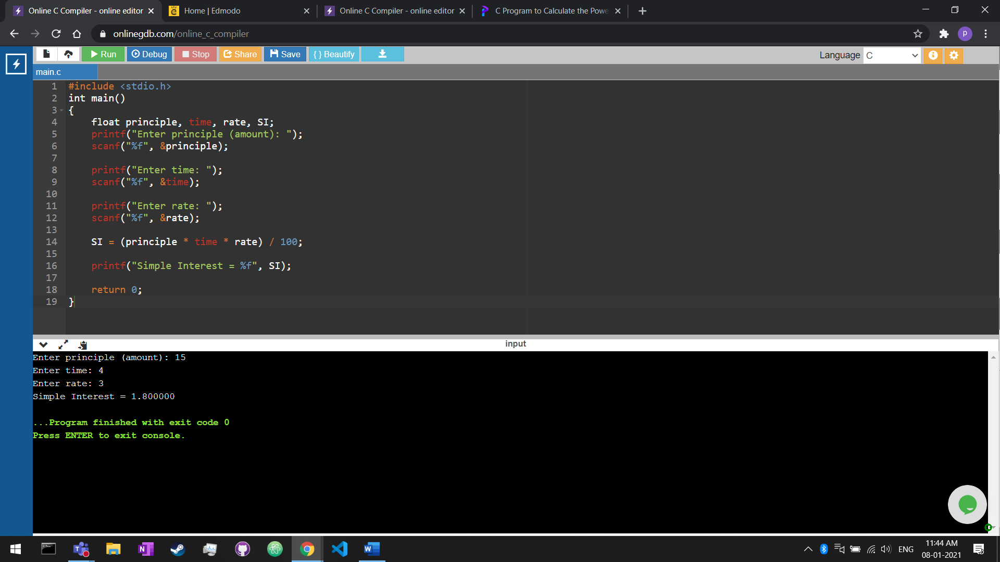 Online C Compiler - online editor
Home | Edmodo
Online C Compiler - online editor
C Program to Calculate the Powe
onlinegdb.com/online_c_compiler
P
Run
Debug
Stop
Share
Save
{ } Beautify
Language C
main.c
1 #include <stdio.h>
2 int main()
3 {
4 float principle, time, rate, SI;
5 printf("Enter principle (amount): ");
6 scanf("%f", &principle);
7
8 printf("Enter time: ");
9 scanf("%f", &time);
10
11 printf("Enter rate: ");
12 scanf("%f", &rate);
13
14 SI = (principle * time * rate) / 100;
15
16 printf("Simple Interest = %f", SI);
17
18 return 0;
19 }
input
Enter principle (amount): 15
Enter time: 4
Enter rate: 3
Simple Interest = 1.800000
...Program finished with exit code 0
Press ENTER to exit console.
ENG
11:44 AM
08-01-2021